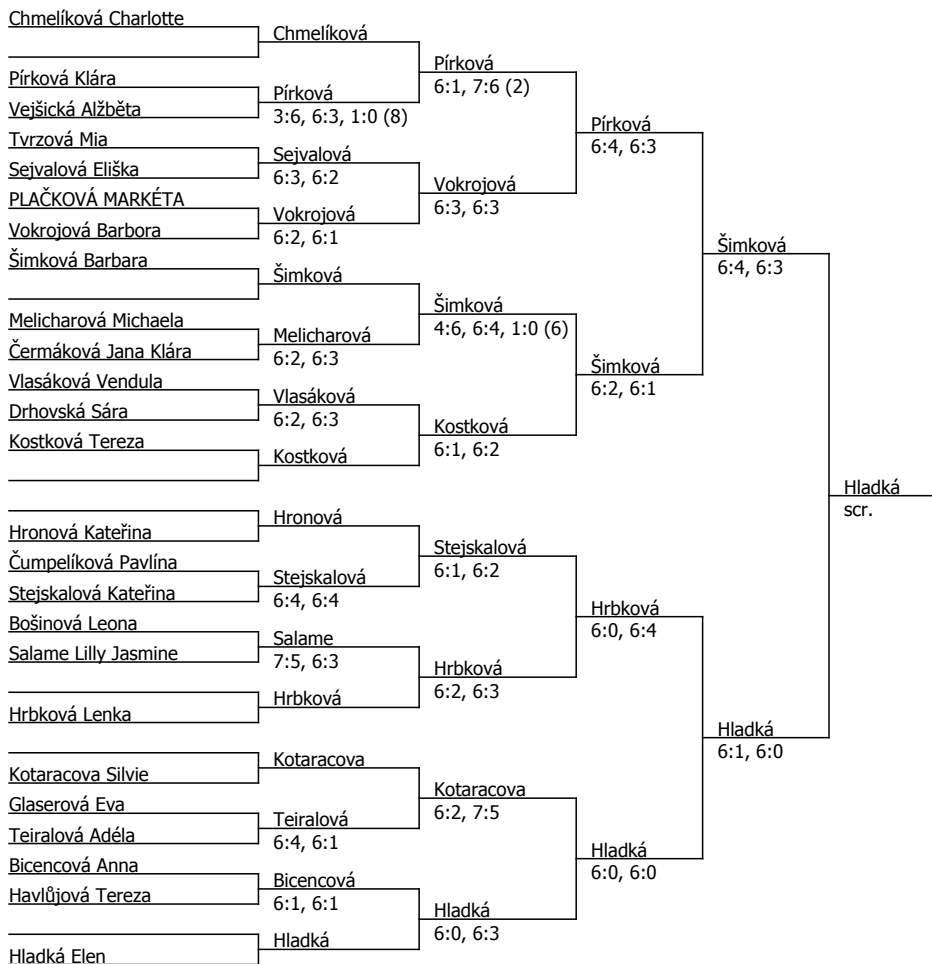 Chmelíková Charlotte
Chmelíková
Pírková
6:1, 7:6 (2)
Pírková Klára
Pírková
3:6, 6:3, 1:0 (8)
Vejšická Alžběta
Pírková
6:4, 6:3
Tvrzová Mia
Sejvalová
6:3, 6:2
Sejvalová Eliška
Vokrojová
6:3, 6:3
PLAČKOVÁ MARKÉTA
Vokrojová
6:2, 6:1
Vokrojová Barbora
Šimková
6:4, 6:3
Šimková Barbara
Šimková
Šimková
4:6, 6:4, 1:0 (6)
Melicharová Michaela
Melicharová
6:2, 6:3
Čermáková Jana Klára
Šimková
6:2, 6:1
Vlasáková Vendula
Vlasáková
6:2, 6:3
Drhovská Sára
Kostková
6:1, 6:2
Kostková Tereza
Kostková
Hladká
scr.
Hronová
Hronová Kateřina
Stejskalová
6:1, 6:2
Čumpelíková Pavlína
Stejskalová
6:4, 6:4
Stejskalová Kateřina
Hrbková
6:0, 6:4
Bošinová Leona
Salame
7:5, 6:3
Salame Lilly Jasmine
Hrbková
6:2, 6:3
Hrbková
Hrbková Lenka
Hladká
6:1, 6:0
Kotaracova
Kotaracova Silvie
Kotaracova
6:2, 7:5
Glaserová Eva
Teiralová
6:4, 6:1
Teiralová Adéla
Hladká
6:0, 6:0
Bicencová Anna
Bicencová
6:1, 6:1
Havlůjová Tereza
Hladká
6:0, 6:3
Hladká
Hladká Elen